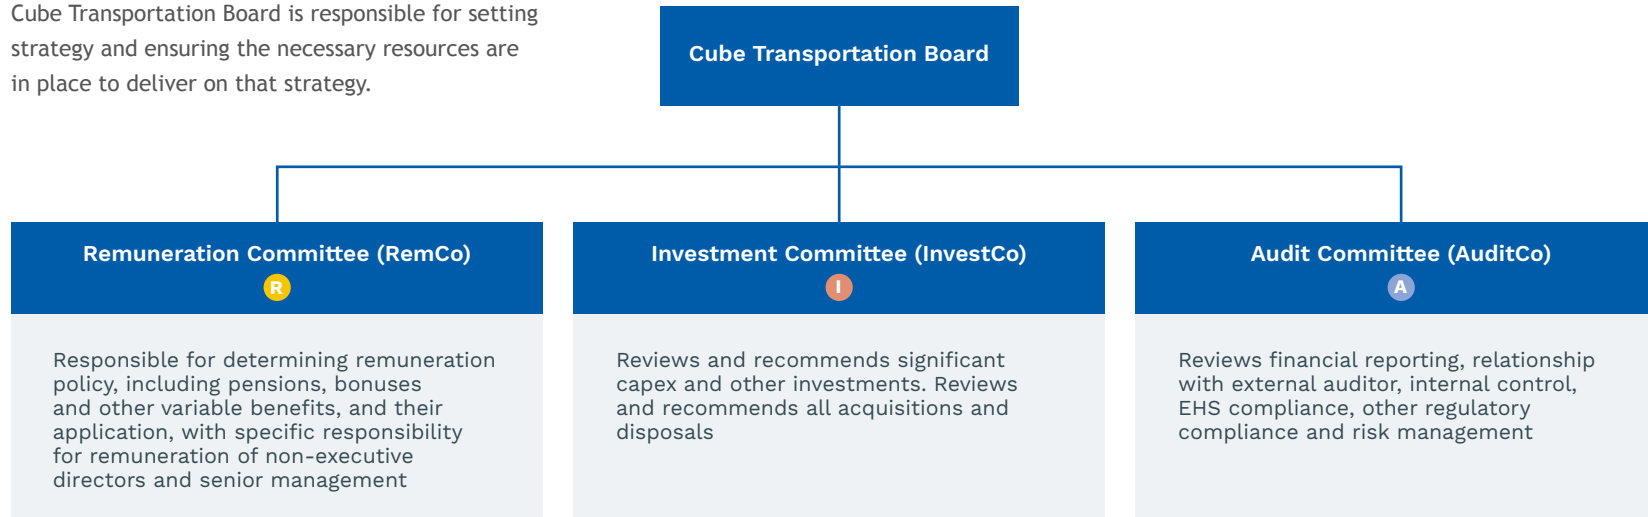 Cube Transportation Board is responsible for setting
strategy and ensuring the necessary resources are
in place to deliver on that strategy.
Cube Transportation Board
Remuneration Committee (RemCo)
R
Responsible for determining remuneration
policy, including pensions, bonuses
and other variable benefits, and their
application, with specific responsibility
for remuneration of non-executive
directors and senior management
Investment Committee (InvestCo)
I
Reviews and recommends significant
capex and other investments. Reviews
and recommends all acquisitions and
disposals
Audit Committee (AuditCo)
A
Reviews financial reporting, relationship
with external auditor, internal control,
EHS compliance, other regulatory
compliance and risk management